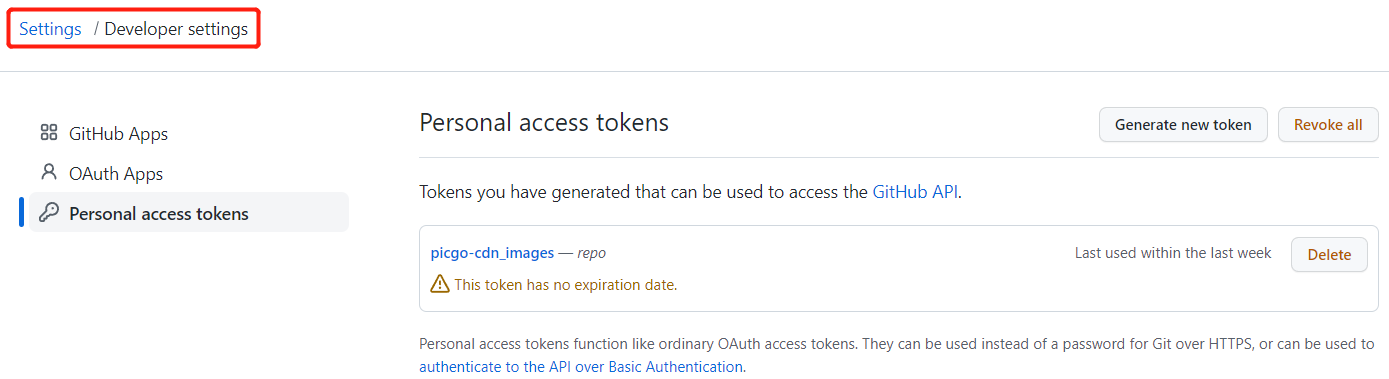 Settings / Developer settings
GitHub Apps
OAuth Apps
Personal access tokens
Personal access tokens
Generate new token
Revoke all
Tokens you have generated that can be used to access the GitHub API.
picgo-cdn_images — repo
Last used within the last week
Delete
This token has no expiration date.
Personal access tokens function like ordinary OAuth access tokens. They can be used instead of a password for Git over HTTPS, or can be used to
authenticate to the API over Basic Authentication.